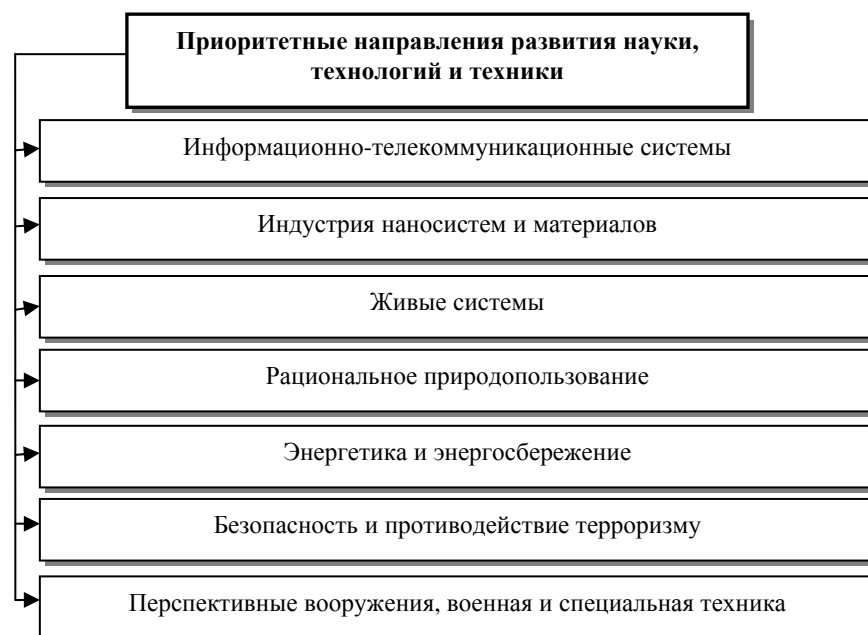 Приоритетные направления развития науки,
технологий и техники
Информационно-телекоммуникационные системы
Индустрия наносистем и материалов
Живые системы
Рациональное природопользование
Энергетика и энергосбережение
Безопасность и противодействие терроризму
Перспективные вооружения, военная и специальная техника